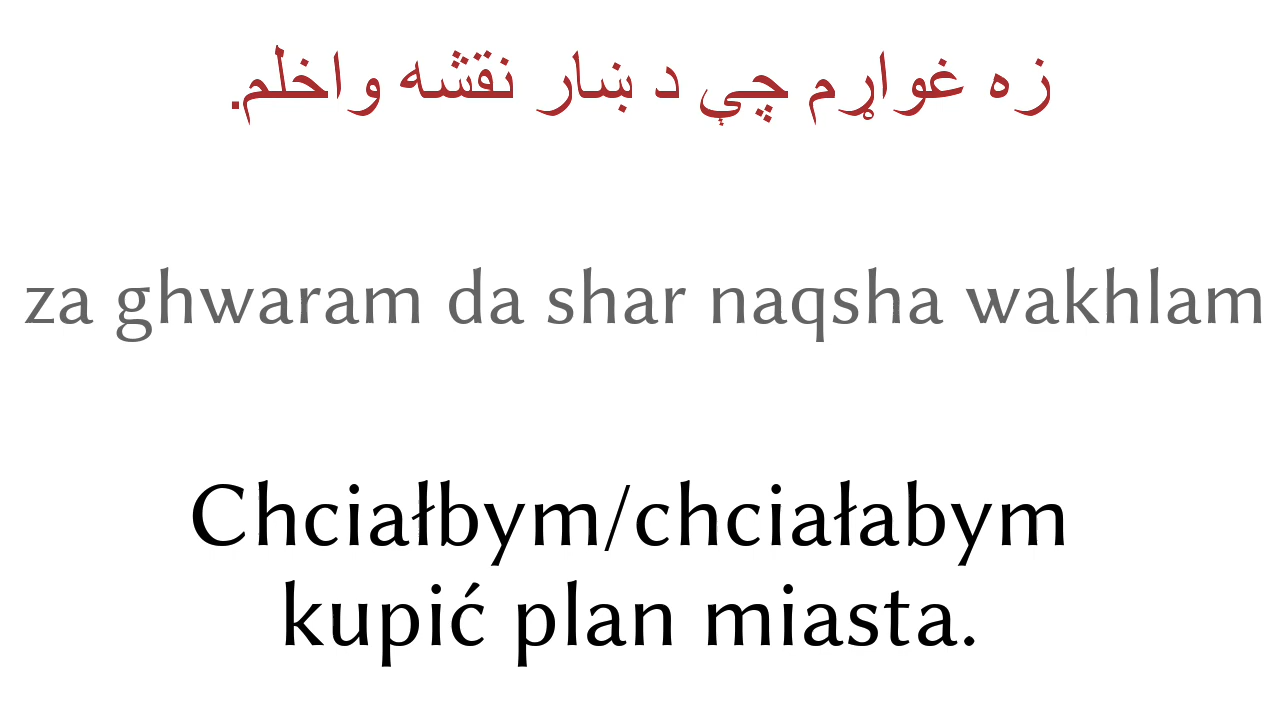 زه غواړم چې د ښار نقشه واخلم.
za ghwaram da shar naqsha wakhlam
Chciałbym/chciałabym
kupić plan miasta.